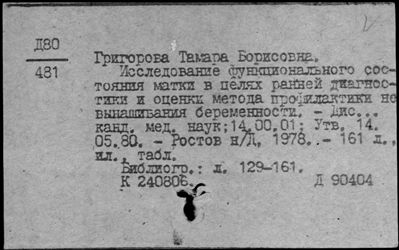 Д80
481
Григорова Тамара Борисовна.
Исследование функционального сос-
тояния матки в целях ранней диагнос-
тики и оценки метода профилактики не
вынашивания беременности. - Дис...
канд. мед. наук;14.00.01; Утв. 14.
05.80. - Ростов н/Д, 1978. .- 161 л.,
ил., табл.
Библиогр.: л. 129-161.
К 240806.
Д 90404